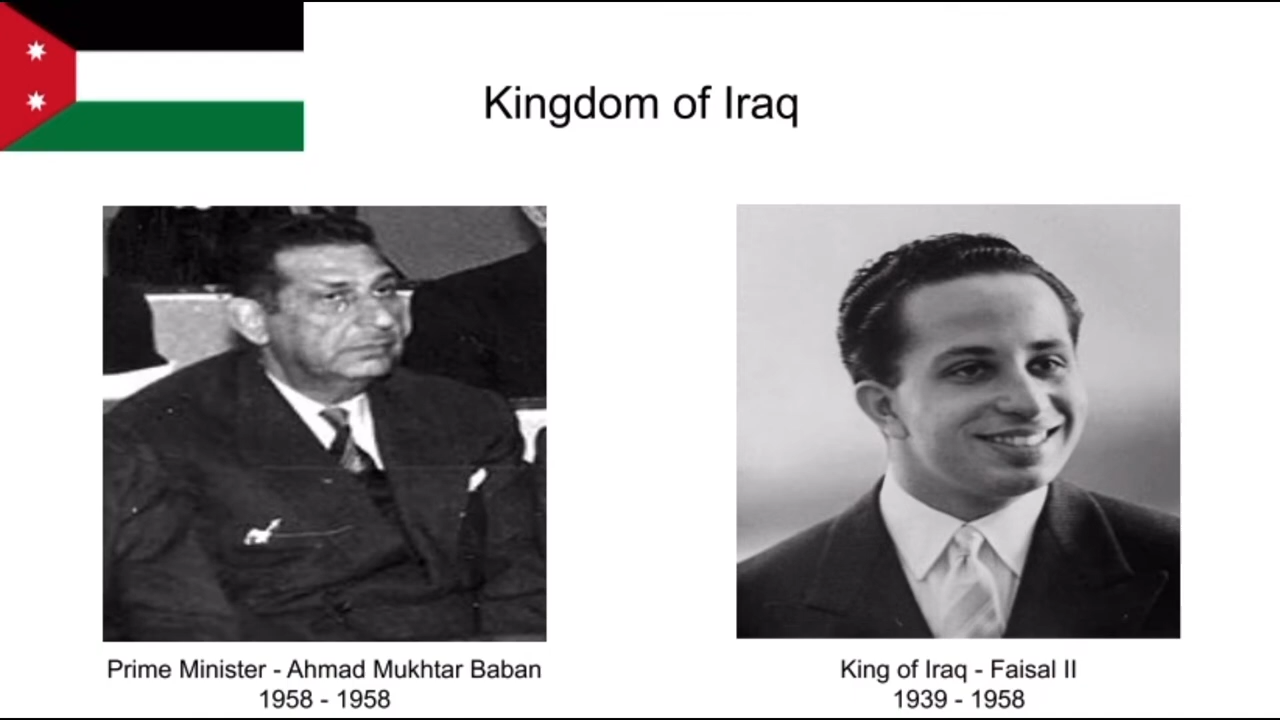 Kingdom of Iraq
Prime Minister - Ahmad Mukhtar Baban
1958 - 1958
King of Iraq - Faisal II
1939 - 1958